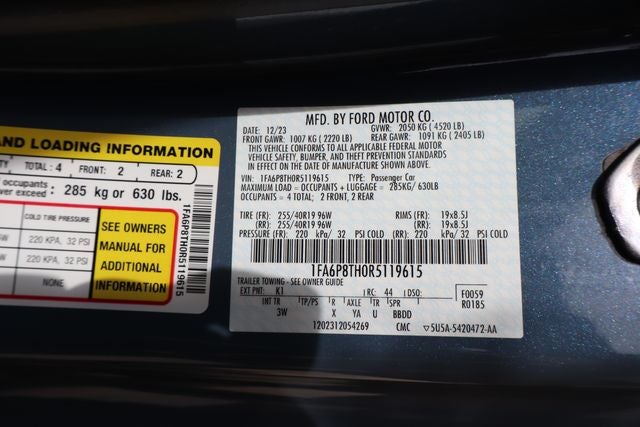 AND LOADING INFORMATION
TOTAL: 4 FRONT: 2 REAR: 2
occupants
exceed: 285 kg or 630 lbs.
COLD TIRE PRESSURE
220 KPA, 32 PSI
220 KPA, 32 PSI
NONE
SEE OWNERS
MANUAL FOR
ADDITIONAL
INFORMATION
1FA6P8TH0R5119615
MFD. BY FORD MOTOR CO.
DATE: 12/23 GVWR: 2050 KG ( 4520 LB)
FRONT GAWR: 1007 KG ( 2220 LB) REAR GAWR: 1091 KG ( 2405 LB)
THIS VEHICLE CONFORMS TO ALL APPLICABLE FEDERAL MOTOR
VEHICLE SAFETY, BUMPER, AND THEFT PREVENTION STANDARDS
IN EFFECT ON THE DATE OF MANUFACTURE SHOWN ABOVE.
VIN: 1FA6P8TH0R5119615 TYPE: Passenger Car
MAXIMUM LOAD = OCCUPANTS + LUGGAGE = 285KG/ 630LB
OCCUPANTS = 4 TOTAL; 2 FRONT, 2 REAR
TIRE (FR): 255/40R19 96W RIMS (FR): 19x8.5J
(RR): 255/40R19 96W (RR): 19x8.5J
PRESSURE (FR): 220 kPa/ 32 PSI COLD (RR): 220 kPa/ 32 PSI COLD
1FA6P8TH0R5119615
TRAILER TOWING - SEE OWNER GUIDE
EXT PNT: K1 RC: 44 DSO: F0059
INT TR TP/PS R AXLE TR SPR R0185
3W X YA U BBDD
1202312054269 CMC 5U5A-5420472-AA